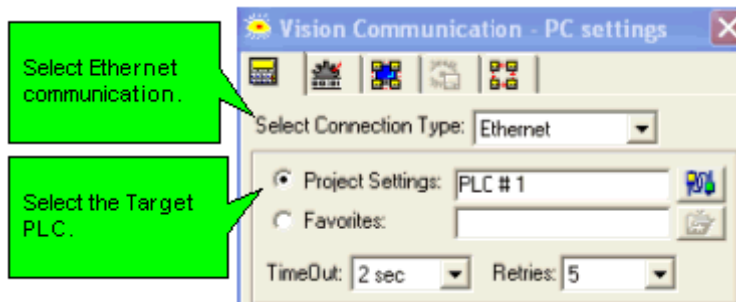 Vision Communication - PC settings
Select Ethernet
communication.
Select Connection Type: Ethernet
Select the Target
PLC.
Project Settings: PLC # 1
Favorites:
TimeOut: 2 sec Retries: 5